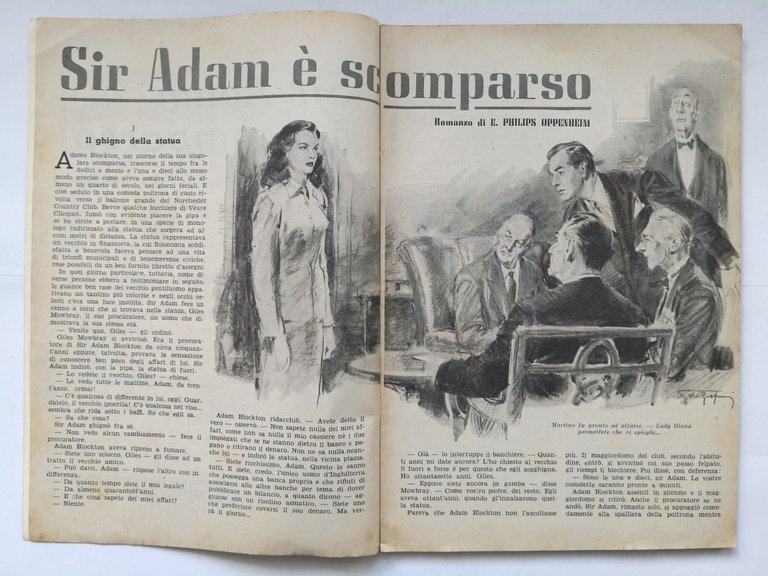 Sir Adam è scomparso
Romanzo di E. PHILIPS OPPENHEIM
I
Il ghigno della statua
Adamo Blockton, nel giorno della sua singo-
lare scomparsa, trascorse il tempo fra le
dodici e mezzo e l'una e dieci allo stesso
modo preciso come aveva sempre fatto, da al-
meno un quarto di secolo, nei giorni feriali. E
cioè seduto in una comoda poltrona di cuoio ri-
volta verso il balcone grande del Norchester
Country Club. Bevve qualche bicchiere di Veuve
Clicquot, fumò con evidente piacere la pipa e
se ne stette a parlare, in una specie di mono-
logo indirizzato alla statua che sorgeva ad al-
cuni metri di distanza. La statua rappresentava
un vecchio in finanziera, la cui fisionomia soddi-
sfatta e benevola faceva pensare ad una vita
di trionfi municipali e di benemerenze civiche,
rese possibili da un ben fornito libretto d'assegni.
In quel giorno particolare, tuttavia, come di-
verse persone ebbero a testimoniare in seguito,
le guance ben rase del vecchio gentiluomo appa-
rivano un tantino più colorite e negli occhi ce-
lesti c'era una luce insolita. Sir Adam fece un
cenno a colui che si trovava nella stanza, Giles
Mowbray, il suo procuratore, un uomo che di-
mostrava la sua stessa età.
— Venite qua, Giles — gli ordinò.
Giles Mowbray si avvicinò. Era il procura-
tore di Sir Adam Blockton da circa cinquan-
t'anni eppure, talvolta, provava la sensazione
di conoscere ben poco degli affari di lui. Sir
Adam indicò, con la pipa, la statua di fuori.
— Lo vedete il vecchio, Giles? — chiese.
— Lo vedo tutte le mattine, Adam, da tren-
t'anni, ormai!
— C'è qualcosa di differente in lui, oggi. Guar-
datelo, il vecchio ipocrita! C'è qualcosa nel viso...
sembra che rida sotto i baffi. So che egli sa.
— Sa che cosa?
Sir Adam ghignò fra sè.
— Non vedo alcun cambiamento — fece il
procuratore.
Adam Blockton aveva ripreso a fumare.
— Siete uno sciocco, Giles — gli disse ad un
tratto il vecchio amico.
— Può darsi, Adam — rispose l'altro con in-
differenza.
— Da quanto tempo siete il mio legale?
— Da almeno quarantott'anni.
— E che cosa sapete dei miei affari?
— Niente.
Adam Blockton ridacchiò. — Avete detto il
vero — osservò. — Non sapete nulla dei miei af-
fari, come non sa nulla il mio cassiere nè i due
impiegati che se ne stanno dietro il banco e pa-
gano o ritirano il denaro. Non ne sa nulla nean-
che lui — e indicò la statua, nella vicina piazza.
— Siete ricchissimo, Adam. Questo lo sanno
tutti. E siete, credo, l'unico uomo d'Inghilterra
che possegga una banca propria e che rifiuti di
associarsi alle altre banche per tema di dover
pubblicare un bilancio, a quanto dicono — ag-
giunse con un risolino asmatico. — Siete uno
che preferisce covarsi il suo denaro. Ma ver-
rà il giorno...
Martino fu pronto ad alzarsi. — Lady Diana
permettete che vi spieghi...
— Già — lo interruppe il banchiere. — Quan-
ti anni mi date ancora? L'ho chiesto al vecchio
lì fuori e forse è per questo che egli sogghigna.
Ho ottantasette anni, Giles.
— Eppure siete ancora in gamba — disse
Mowbray. — Come vostro padre, del resto. Egli
aveva ottant'anni, quando gl'innalzarono quel-
la statua.
Pareva che Adam Blockton non l'ascoltasse
più. Il maggiordomo del club, secondo l'abitu-
dine, entrò, si avvicinò col suo passo felpato,
gli riempì il bicchiere. Poi disse, con deferenza:
— Sono le una e dieci, sir Adam. Le vostre
costolette saranno pronte a minuti.
Adam Blockton assentì in silenzio e il mag-
giordomo si ritirò. Anche il procuratore se ne
andò. Sir Adam, rimasto solo, si appoggiò como-
damente alla spalliera della poltrona mentre